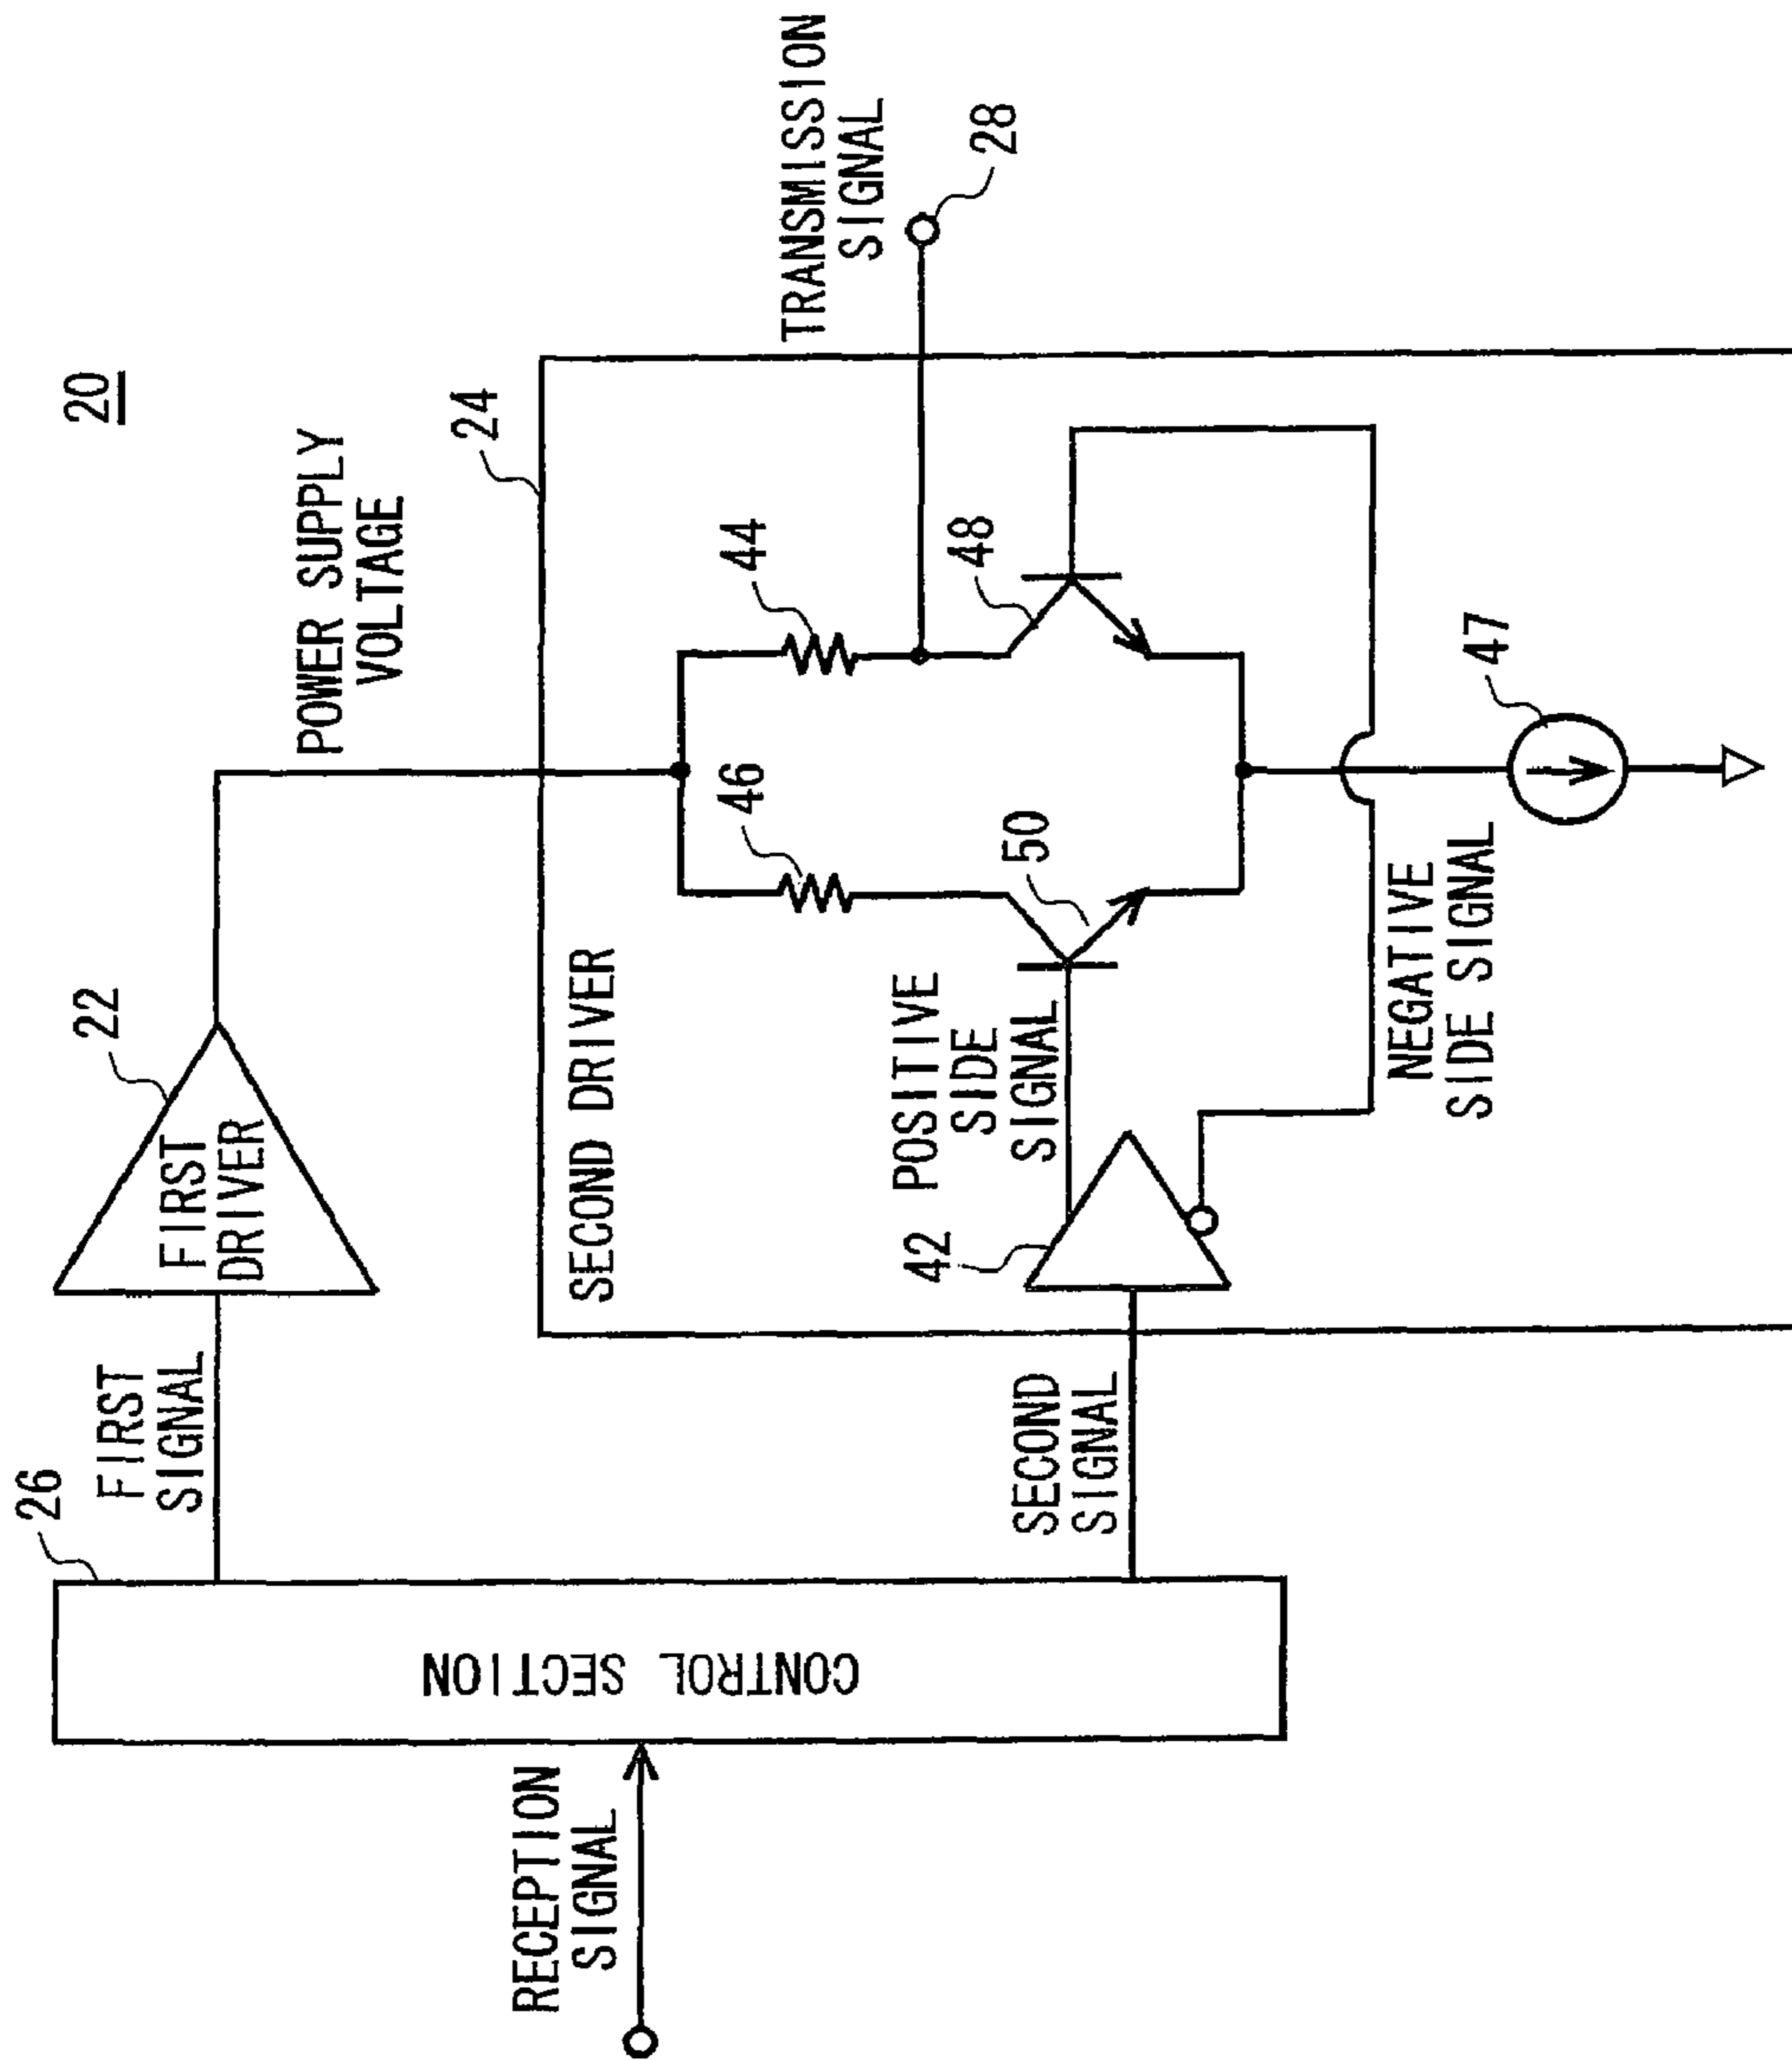 20
POWER SUPPLY
VOLTAGE
22
FIRST
DRIVER
26
FIRST
SIGNAL
CONTROL SECTION
RECEPTION
SIGNAL
24
SECOND DRIVER
46
44
TRANSMISSION
SIGNAL
28
48
50
POSITIVE
SIDE
SIGNAL
42
SECOND
SIGNAL
NEGATIVE
SIDE SIGNAL
47